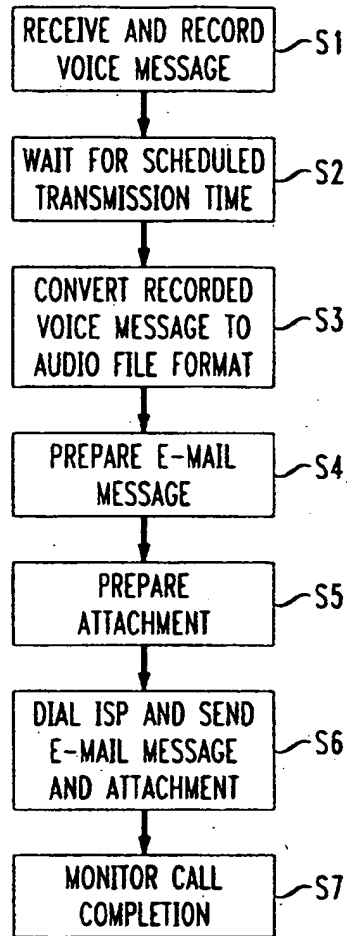 RECEIVE AND RECORD
VOICE MESSAGE
S1
WAIT FOR SCHEDULED
TRANSMISSION TIME
S2
CONVERT RECORDED
VOICE MESSAGE TO
AUDIO FILE FORMAT
S3
PREPARE E-MAIL
MESSAGE
S4
PREPARE
ATTACHMENT
S5
DIAL ISP AND SEND
E-MAIL MESSAGE
AND ATTACHMENT
S6
MONITOR CALL
COMPLETION
S7